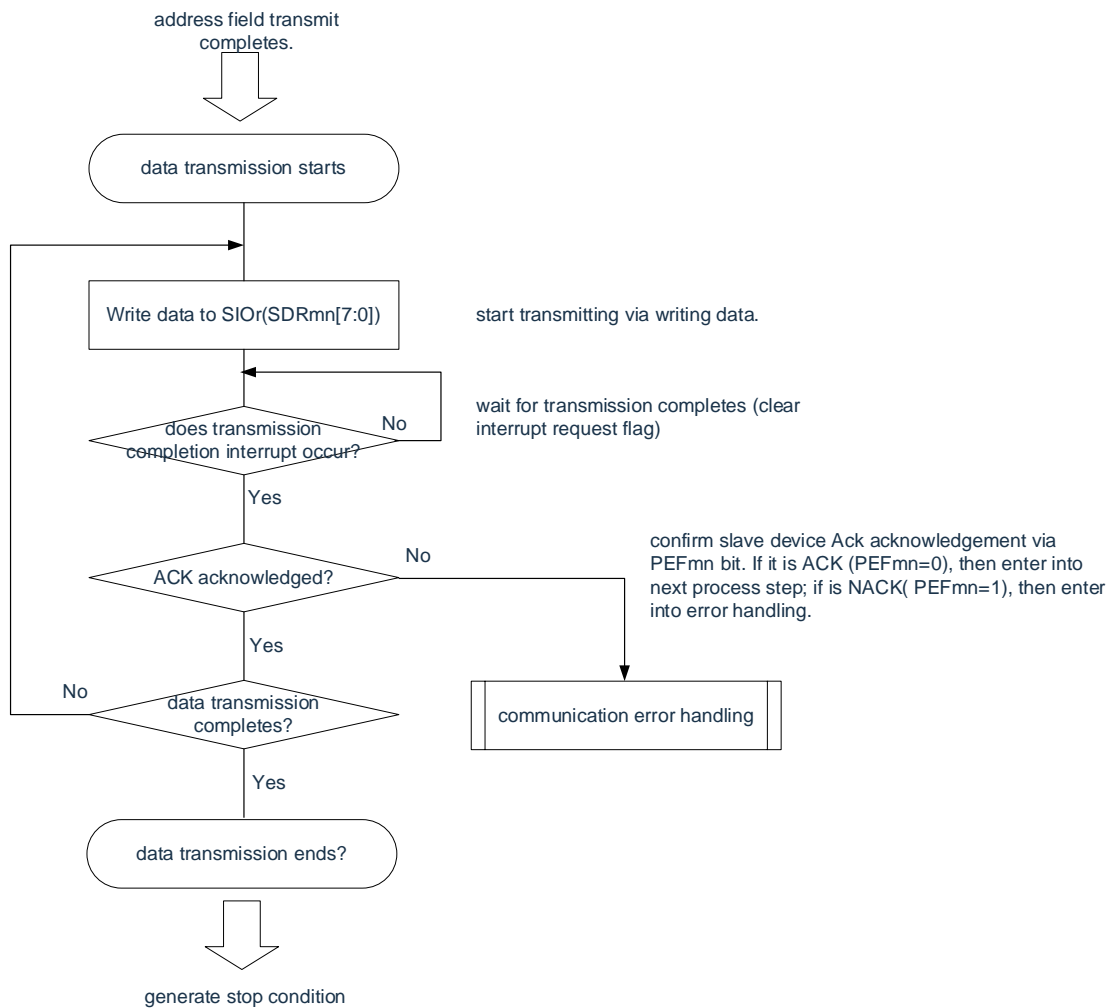 address field transmit
completes.
data transmission starts
Write data to SIOr(SDRmn[7:0])
start transmitting via writing data.
wait for transmission completes (clear
interrupt request flag)
does transmission
completion interrupt occur?
No
Yes
confirm slave device Ack acknowledgement via
PEFmn bit. If it is ACK (PEFmn=0), then enter into
next process step; if is NACK( PEFmn=1), then enter
into error handling.
ACK acknowledged?
No
Yes
No
data transmission
completes?
communication error handling
Yes
data transmission ends?
generate stop condition